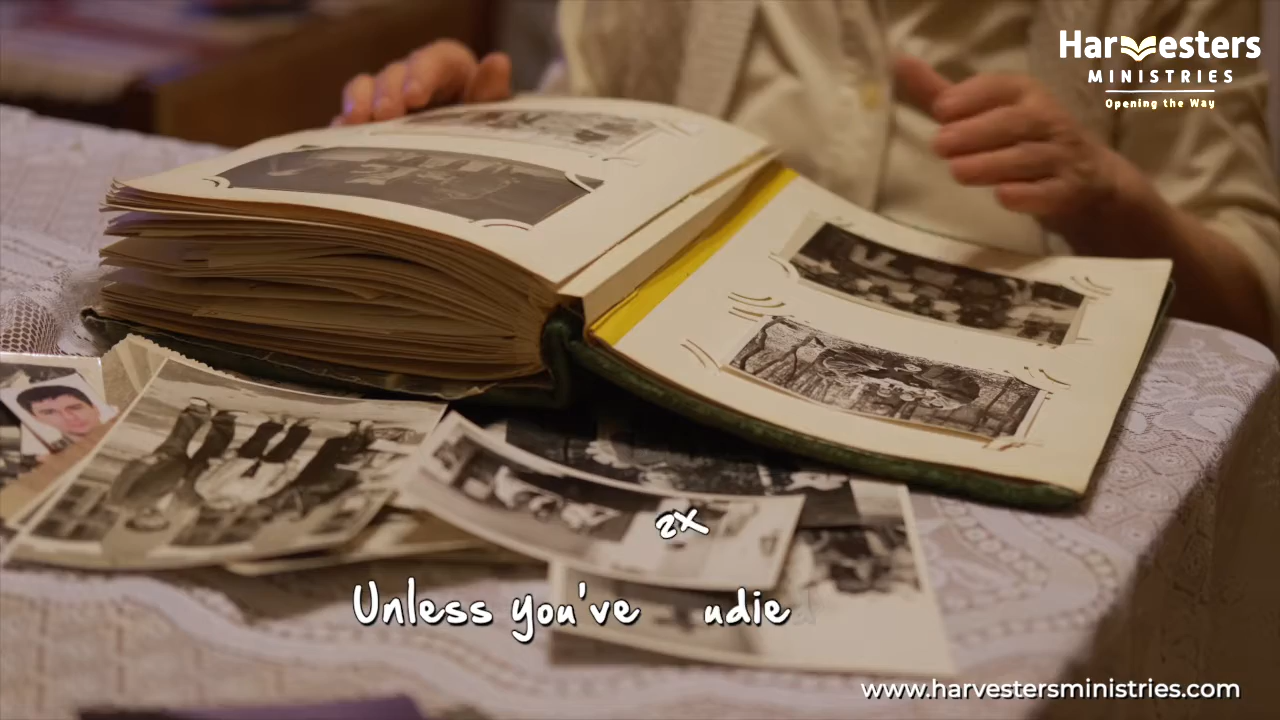 Harvesters
MINISTRIES
Opening the Way
2X
Unless you've udie
www.harvestersministries.com